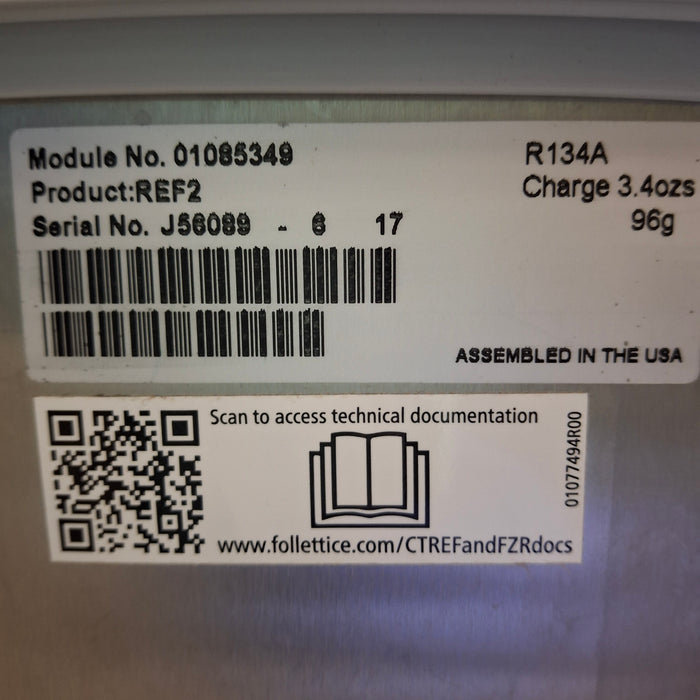 Module No. 01085349
Product:REF2
Serial No. J56089 - 6 17
R134A
Charge 3.4ozs
96g
ASSEMBLED IN THE USA
Scan to access technical documentation
www.follettice.com/CTREFandFZRdocs
01077494R00